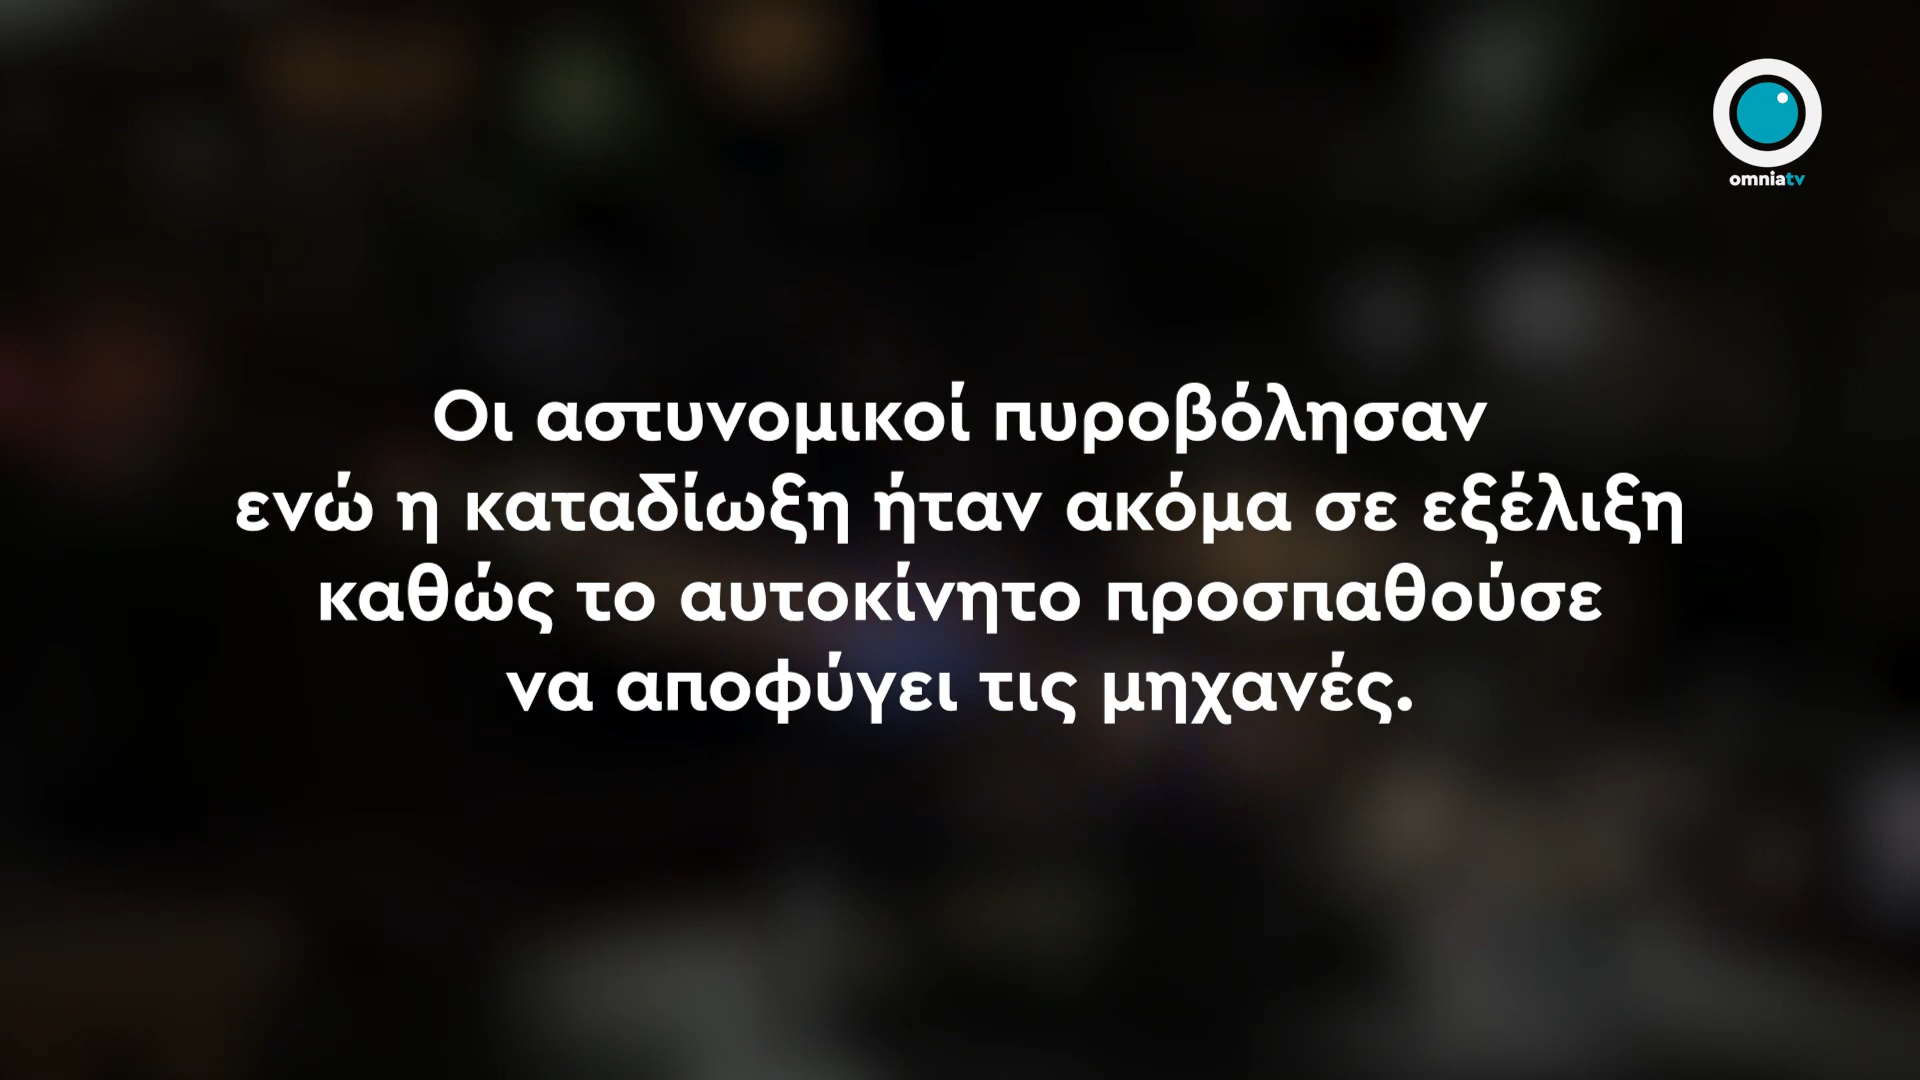 omniatv
Οι αστυνομικοί πυροβόλησαν
ενώ η καταδίωξη ήταν ακόμα σε εξέλιξη
καθώς το αυτοκίνητο προσπαθούσε
να αποφύγει τις μηχανές.